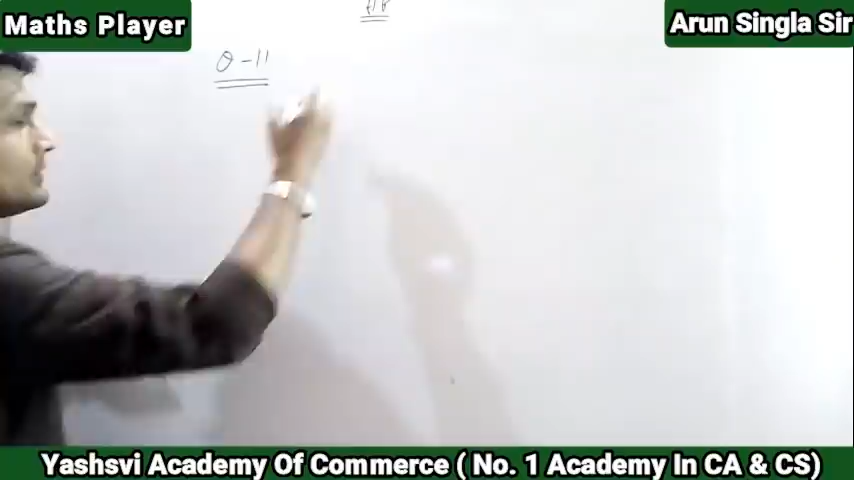 Maths Player
Arun Singla Sir
Q-11
Yashsvi Academy Of Commerce ( No. 1 Academy In CA & CS)